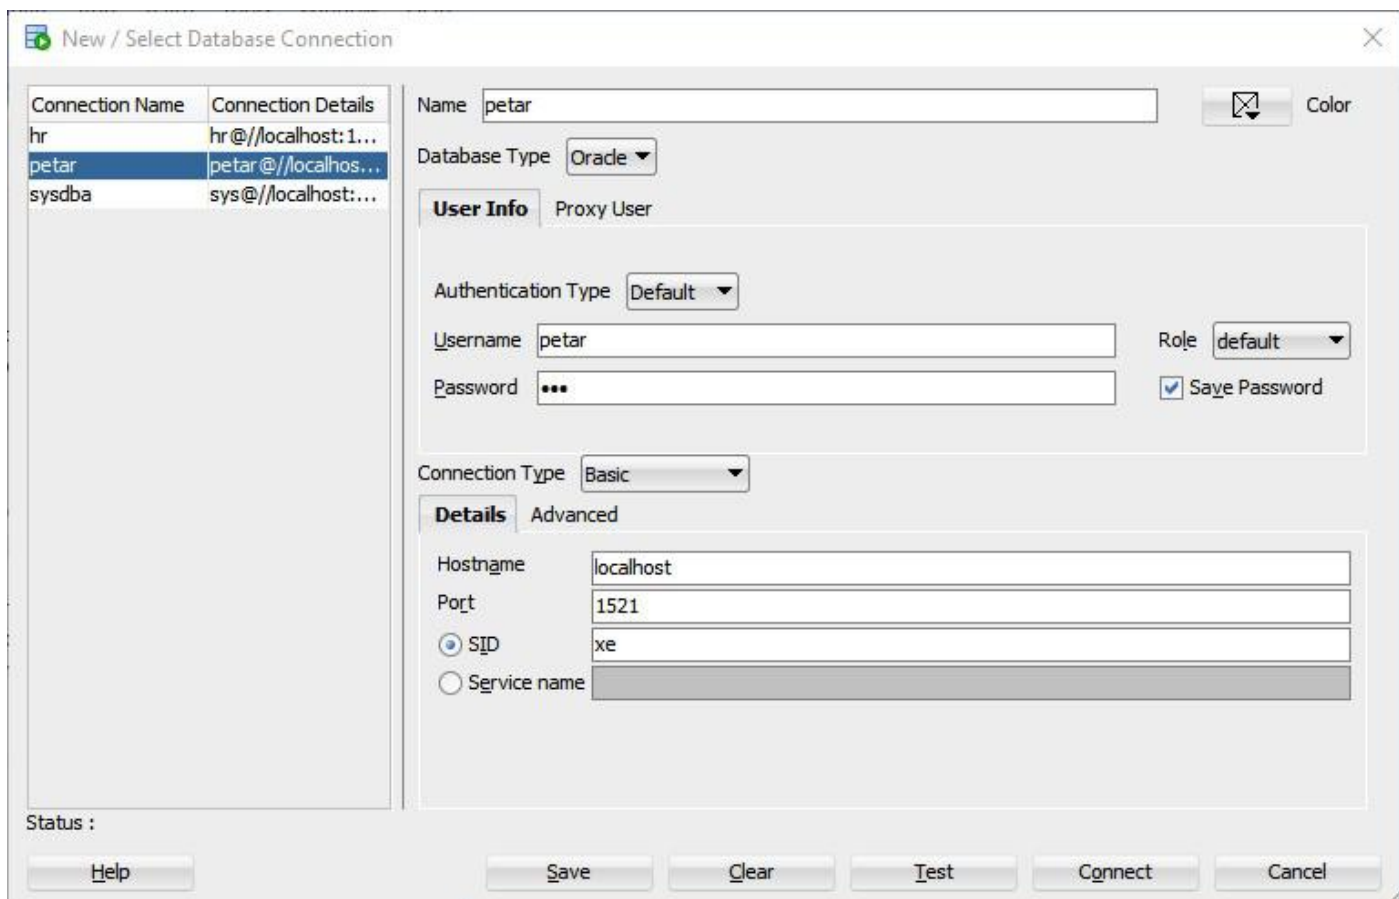 New / Select Database Connection
Connection Name Connection Details
hr hr@//localhost:1...
petar petar@//localhos...
sysdba sys@//localhost:...
Name petar Color
Database Type Oracle
User Info Proxy User
Authentication Type Default
Username petar Role default
Password ••• Save Password
Connection Type Basic
Details Advanced
Hostname localhost
Port 1521
SID xe
Service name
Status :
Help Save Clear Test Connect Cancel